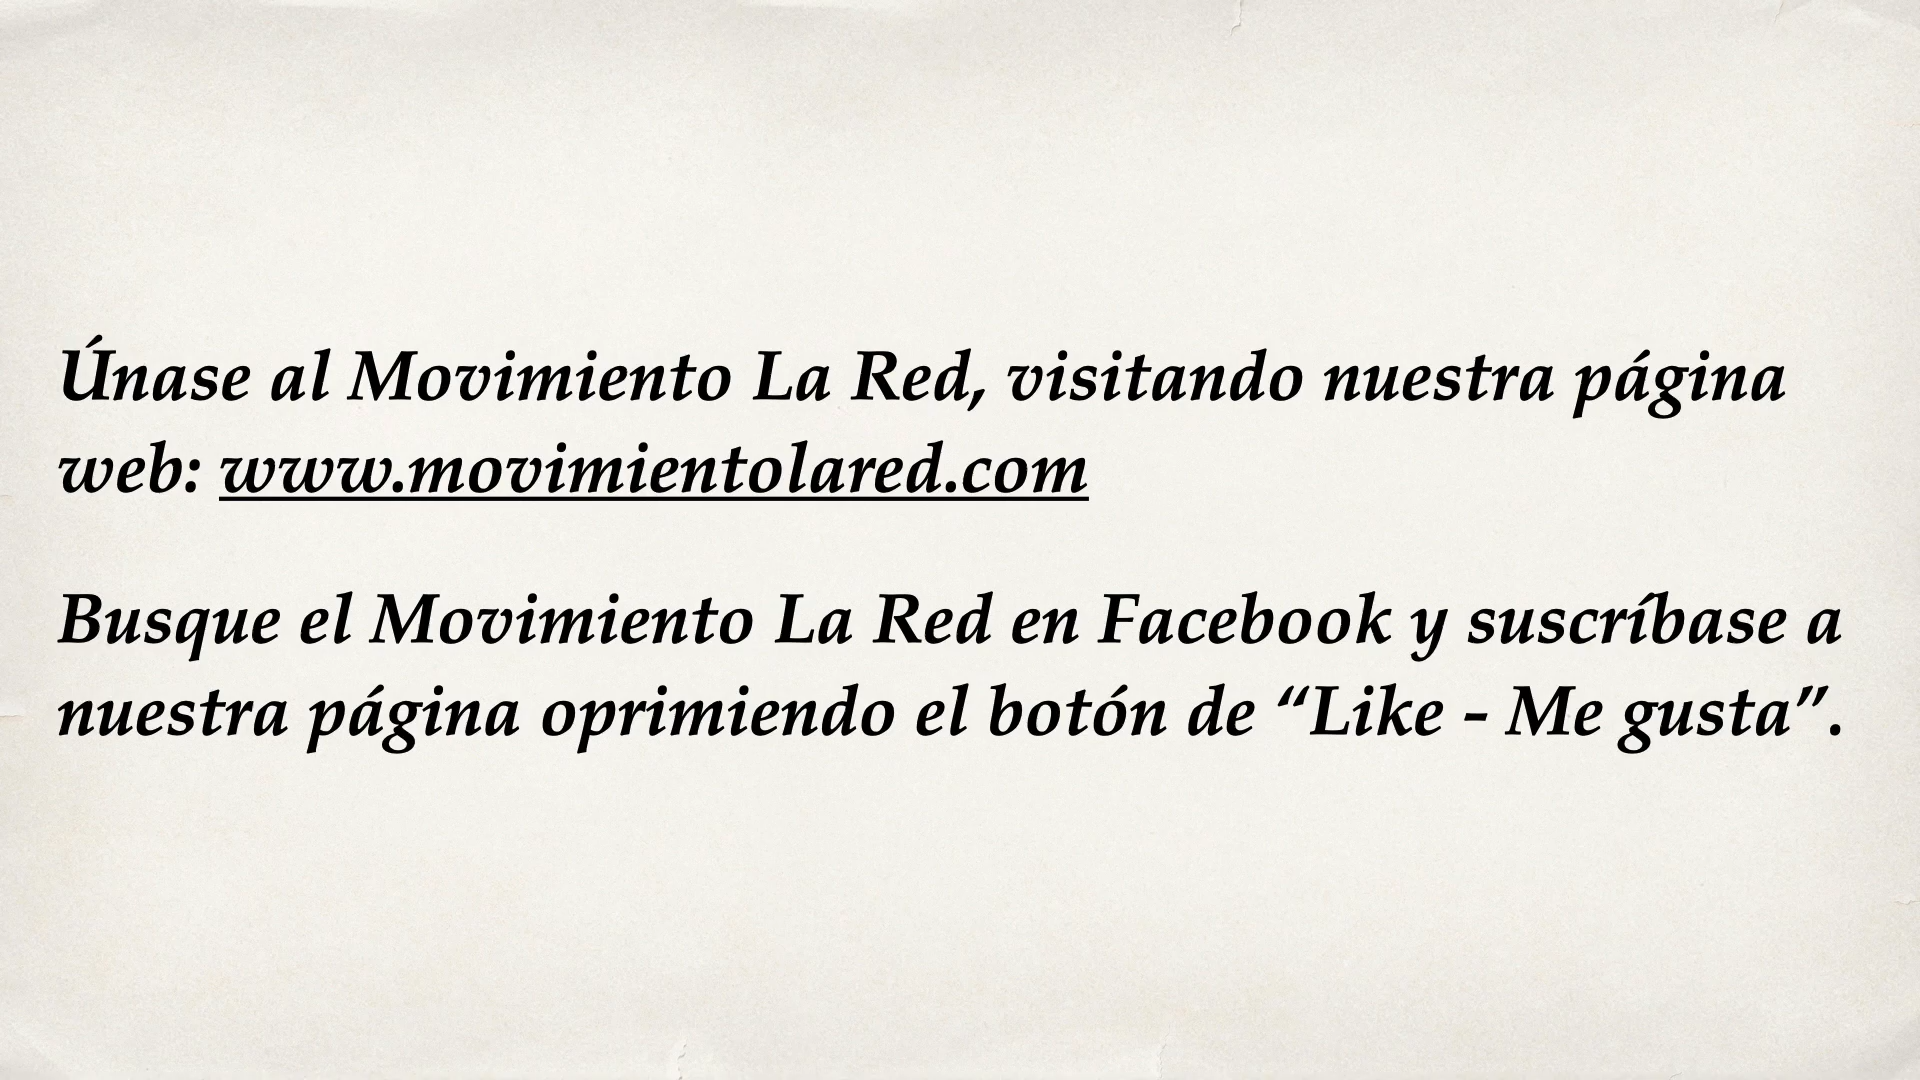 Únase al Movimiento La Red, visitando nuestra página
web: www.movimientolared.com
Busque el Movimiento La Red en Facebook y suscríbase a
nuestra página oprimiendo el botón de “Like - Me gusta”.